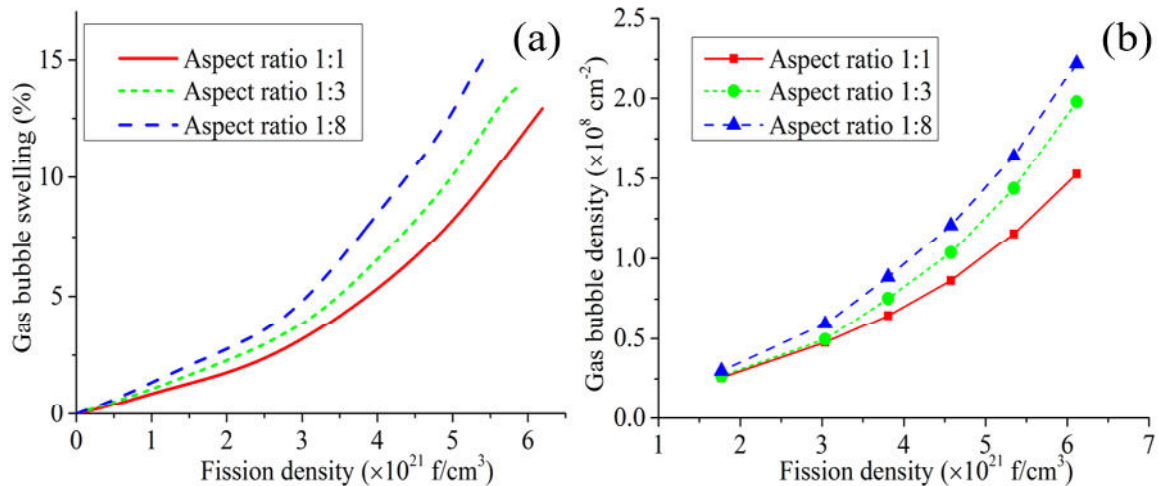 (a)
Aspect ratio 1:1
Aspect ratio 1:3
Aspect ratio 1:8
Gas bubble swelling (%)
15
10
5
0
0 1 2 3 4 5 6
Fission density (×10²¹ f/cm³)
(b)
Aspect ratio 1:1
Aspect ratio 1:3
Aspect ratio 1:8
Gas bubble density (×10⁸ cm⁻²)
2.5
2.0
1.5
1.0
0.5
0.0
1 2 3 4 5 6 7
Fission density (×10²¹ f/cm³)